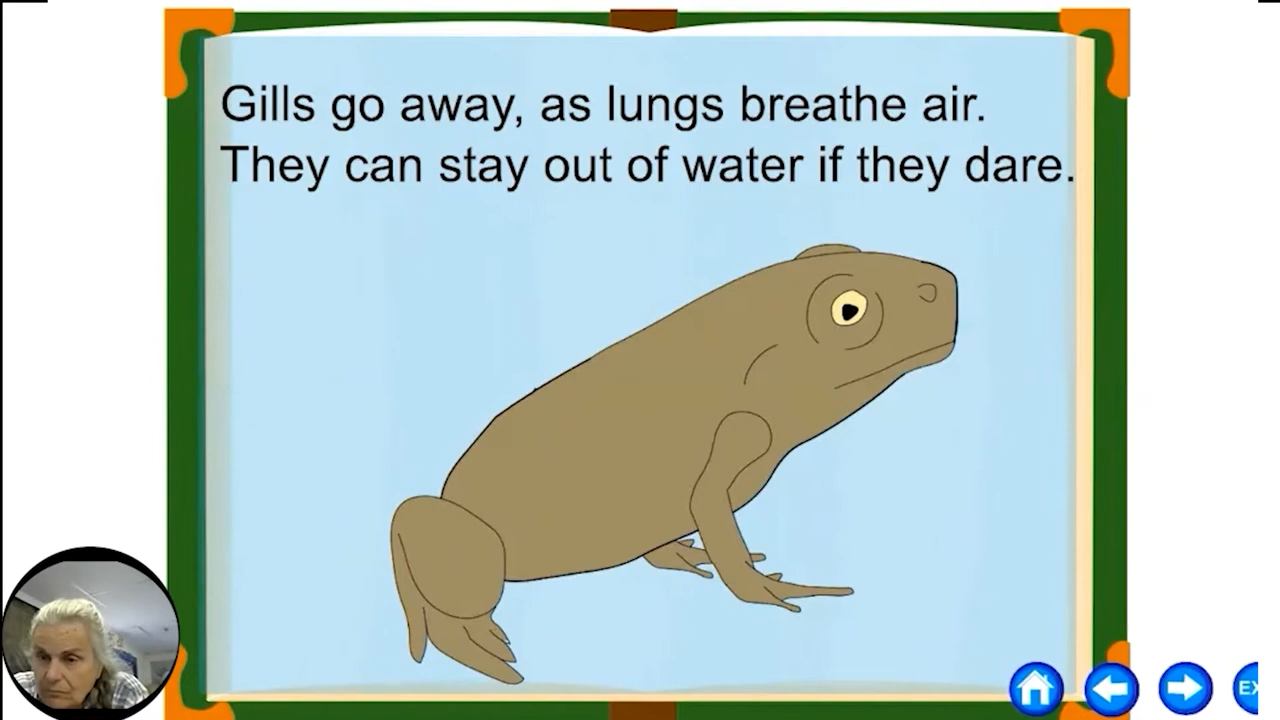 Gills go away, as lungs breathe air.
They can stay out of water if they dare.